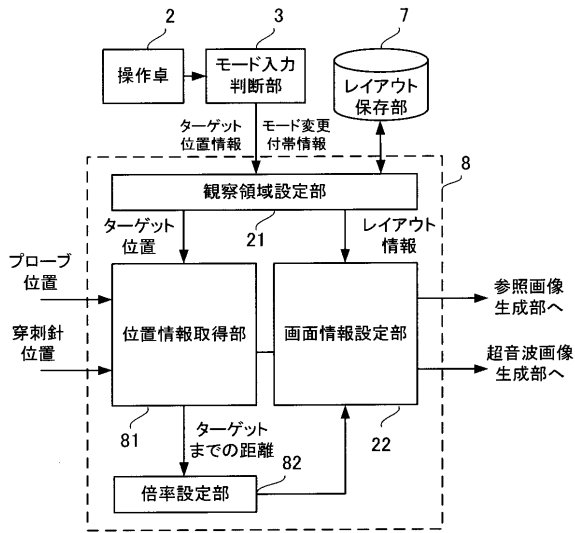 2
3
7
操作卓
モード入力
判断部
レイアウト
保存部
ターゲット
位置情報
モード変更
付帯情報
8
観察領域設定部
ターゲット
位置
21
レイアウト
情報
プローブ
位置
穿刺針
位置
位置情報取得部
画面情報設定部
参照画像
生成部へ
超音波画像
生成部へ
81
ターゲット
までの距離
22
82
倍率設定部